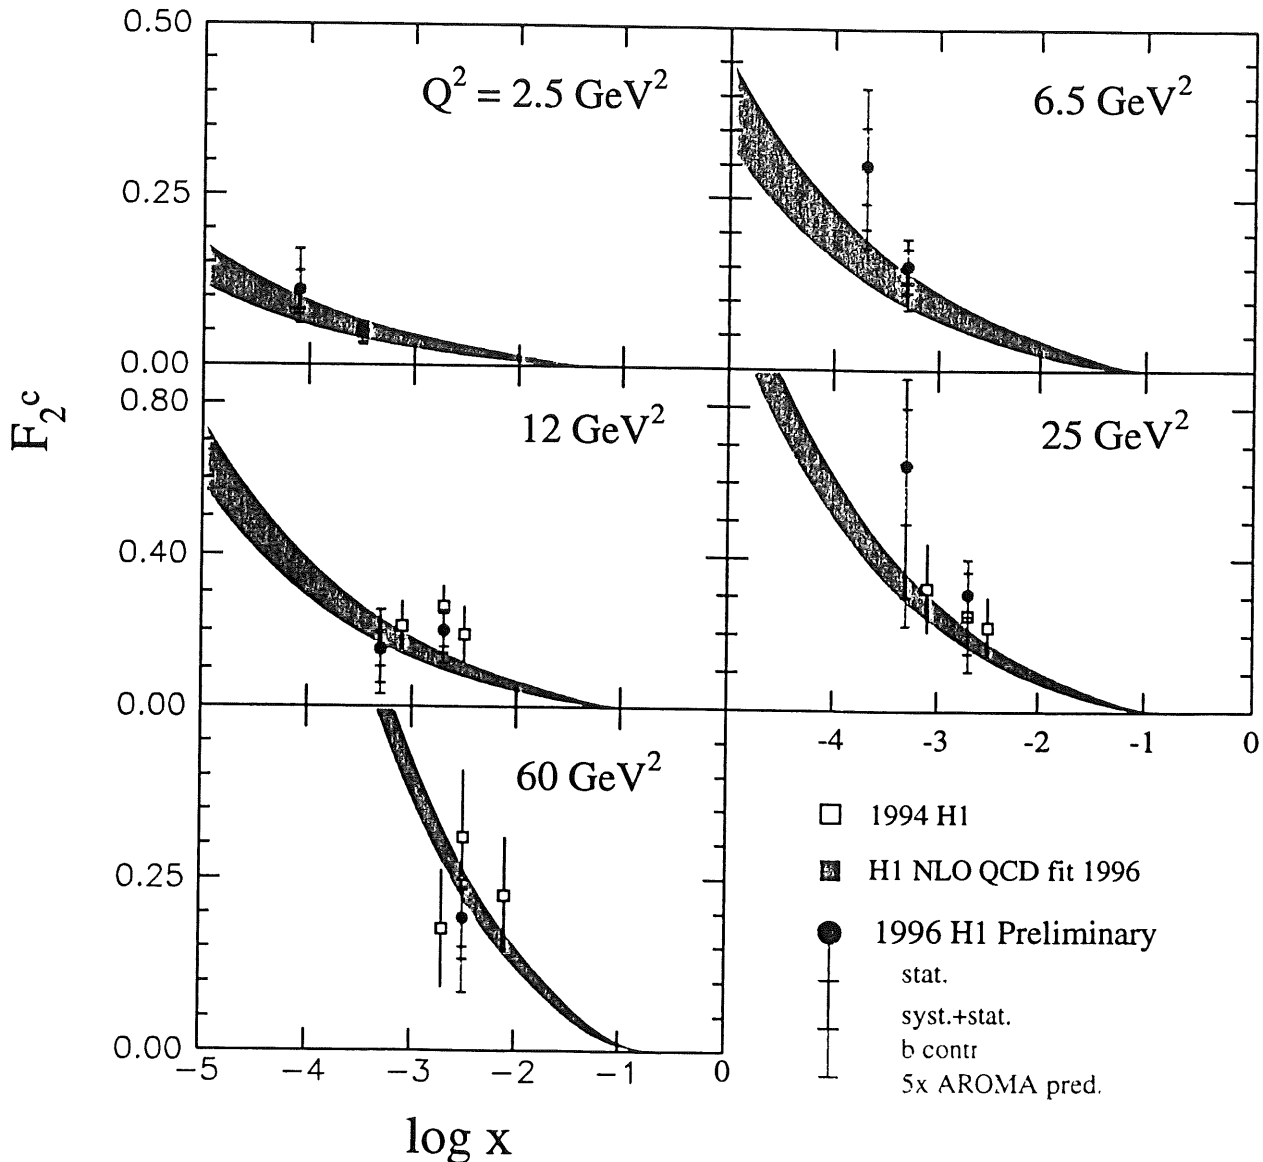 0.50
Q² = 2.5 GeV²
6.5 GeV²
0.25
0.00
F₂ᶜ
0.80
12 GeV²
25 GeV²
0.40
0.00
-4 -3 -2 -1 0
60 GeV²
1994 H1
0.25
H1 NLO QCD fit 1996
1996 H1 Preliminary
stat.
syst.+stat.
b contr
5x AROMA pred.
0.00
−5 −4 −3 −2 −1 0
log x